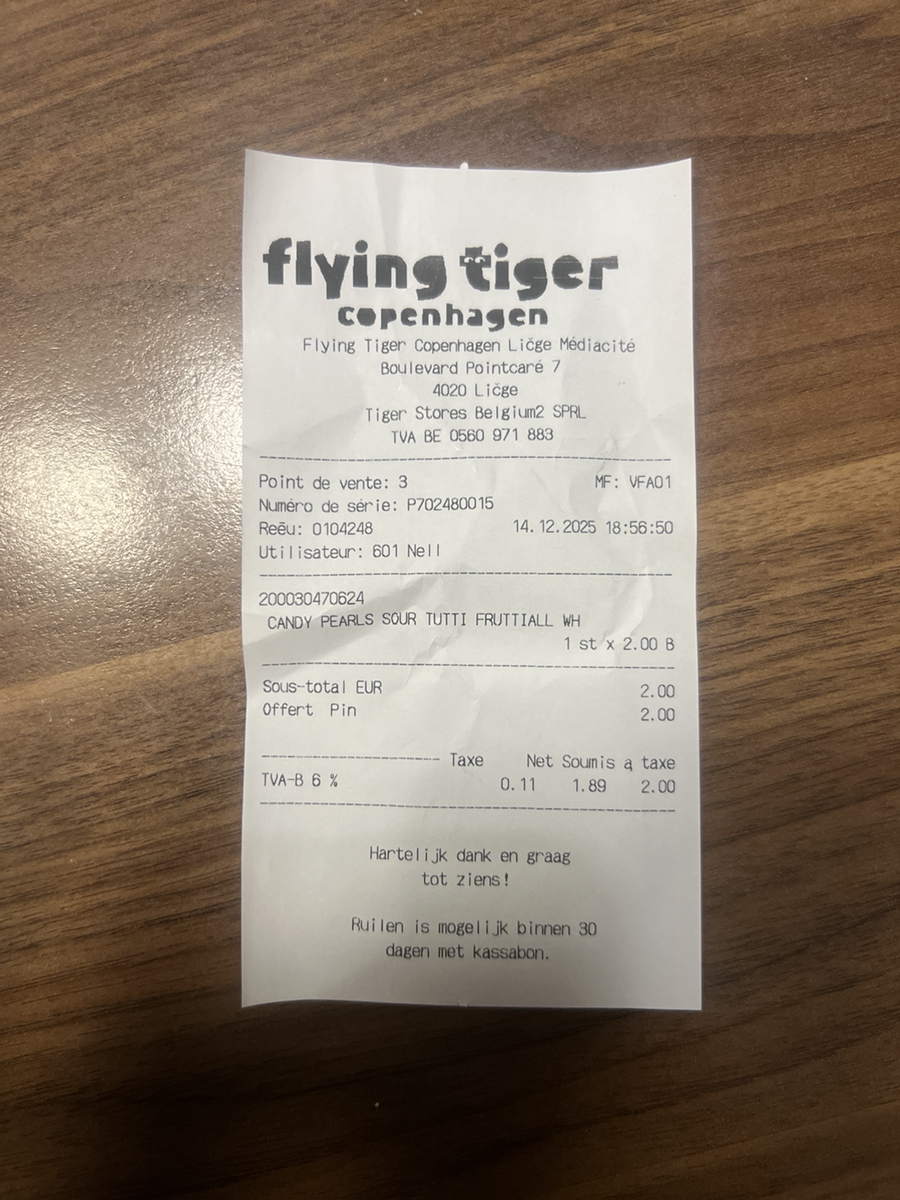 flying tiger
copenhagen
Flying Tiger Copenhagen Ličge Médiacité
Boulevard Pointcaré 7
4020 Ličge
Tiger Stores Belgium2 SPRL
TVA BE 0560 971 883
Point de vente: 3 MF: VFA01
Numéro de série: P702480015
Reēu: 0104248 14.12.2025 18:56:50
Utilisateur: 601 Nell
200030470624
CANDY PEARLS SOUR TUTTI FRUTTIALL WH
1 st x 2.00 B
Sous-total EUR 2.00
Offert Pin 2.00
Taxe Net Soumis ą taxe
TVA-B 6 % 0.11 1.89 2.00
Hartelijk dank en graag
tot ziens!
Ruilen is mogelijk binnen 30
dagen met kassabon.